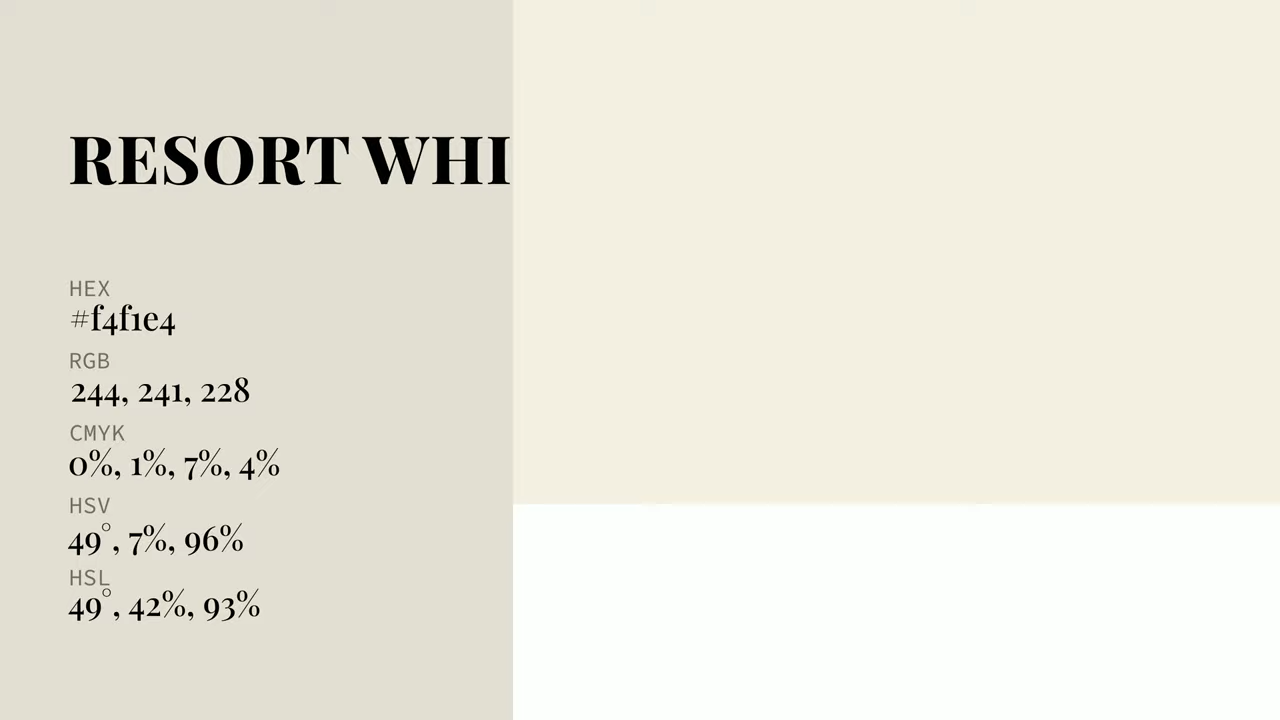 RESORT WHI
HEX
#f4f1e4
RGB
244, 241, 228
CMYK
0%, 1%, 7%, 4%
HSV
49°, 7%, 96%
HSL
49°, 42%, 93%